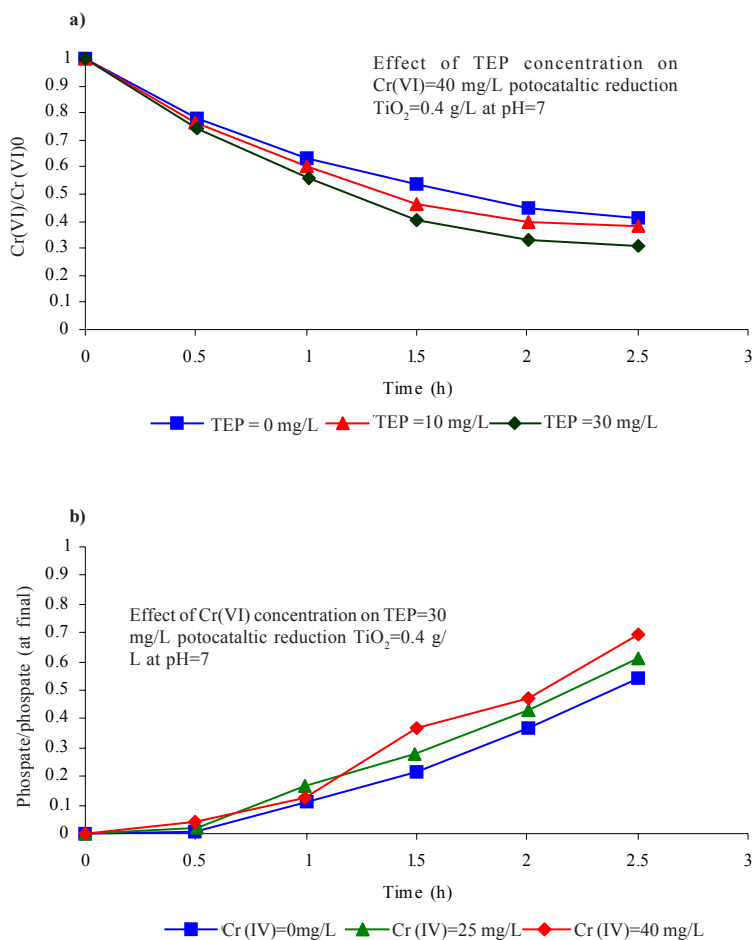 a)
Effect of TEP concentration on
Cr(VI)=40 mg/L potocataltic reduction
TiO₂=0.4 g/L at pH=7
Cr(VI)/Cr (VI)0
1
0.9
0.8
0.7
0.6
0.5
0.4
0.3
0.2
0.1
0
0 0.5 1 1.5 2 2.5 3
Time (h)
TEP = 0 mg/L TEP =10 mg/L TEP =30 mg/L
b)
Effect of Cr(VI) concentration on TEP=30
mg/L potocataltic reduction TiO₂=0.4 g/
L at pH=7
Phospate/phospate (at final)
1
0.9
0.8
0.7
0.6
0.5
0.4
0.3
0.2
0.1
0
0 0.5 1 1.5 2 2.5 3
Time (h)
Cr (IV)=0mg/L Cr (IV)=25 mg/L Cr (IV)=40 mg/L